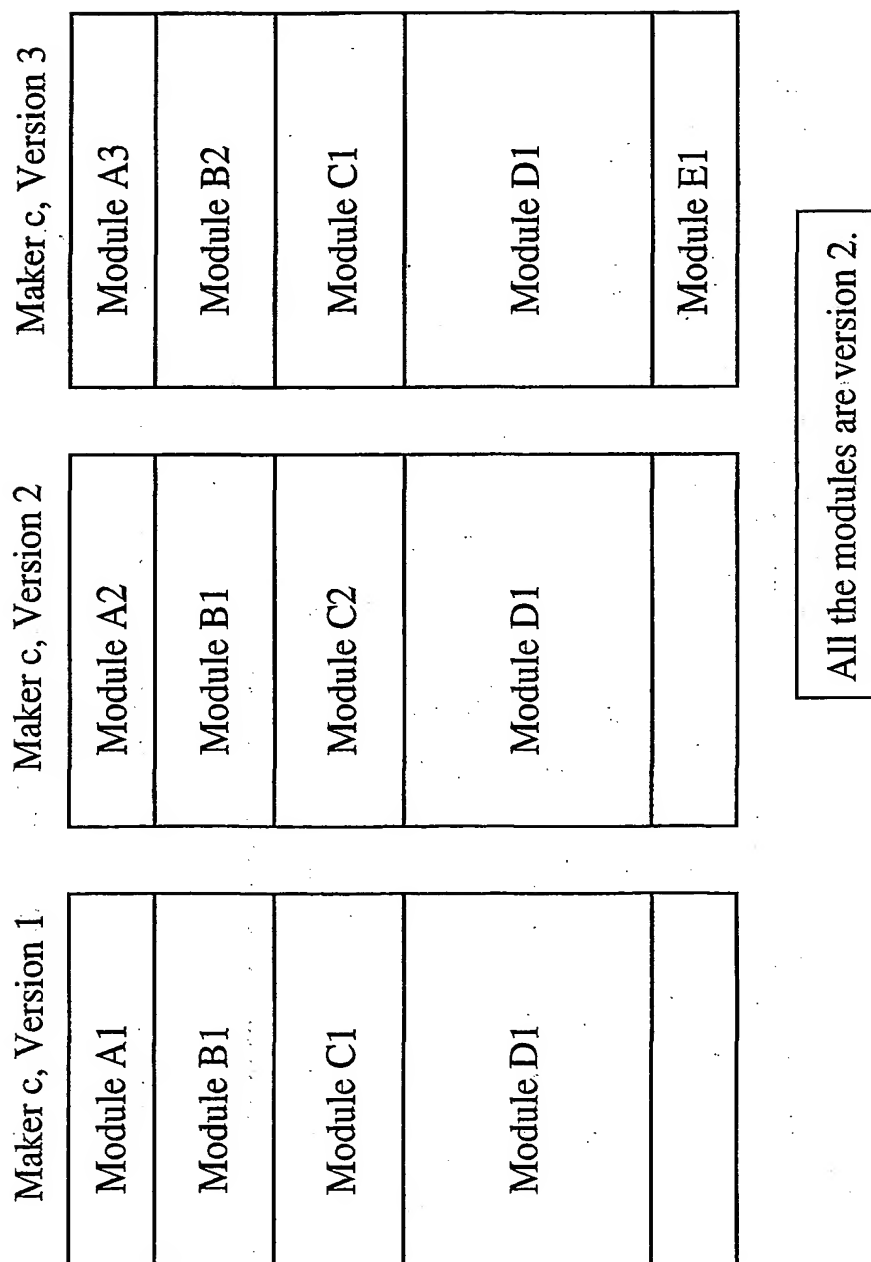 Maker c, Version 1
Module A1
Module B1
Module C1
Module D1
Maker c, Version 2
Module A2
Module B1
Module C2
Module D1
Maker c, Version 3
Module A3
Module B2
Module C1
Module D1
Module E1
All the modules are version 2.